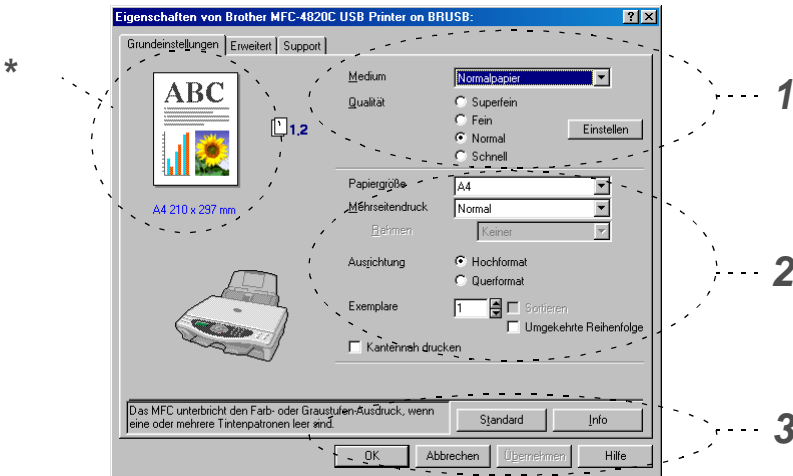 Eigenschaften von Brother MFC-4820C USB Printer on BRUSB:
Grundeinstellungen Erweitert Support
*
ABC
1.2
A4 210 x 297 mm
Medium Normalpapier
Qualität Superfein
Fein
Normal Einstellen
Schnell
1
Papiergröße A4
Mehrseitendruck Normal
Rahmen Keiner
Ausrichtung Hochformat
Querformat
2
Exemplare 1 Sortieren
Umgekehrte Reihenfolge
Kantennah drucken
Das MFC unterbricht den Farb- oder Graustufen-Ausdruck, wenn
eine oder mehrere Tintenpatronen leer sind.
Standard Info
3
OK Abbrechen Übernehmen Hilfe